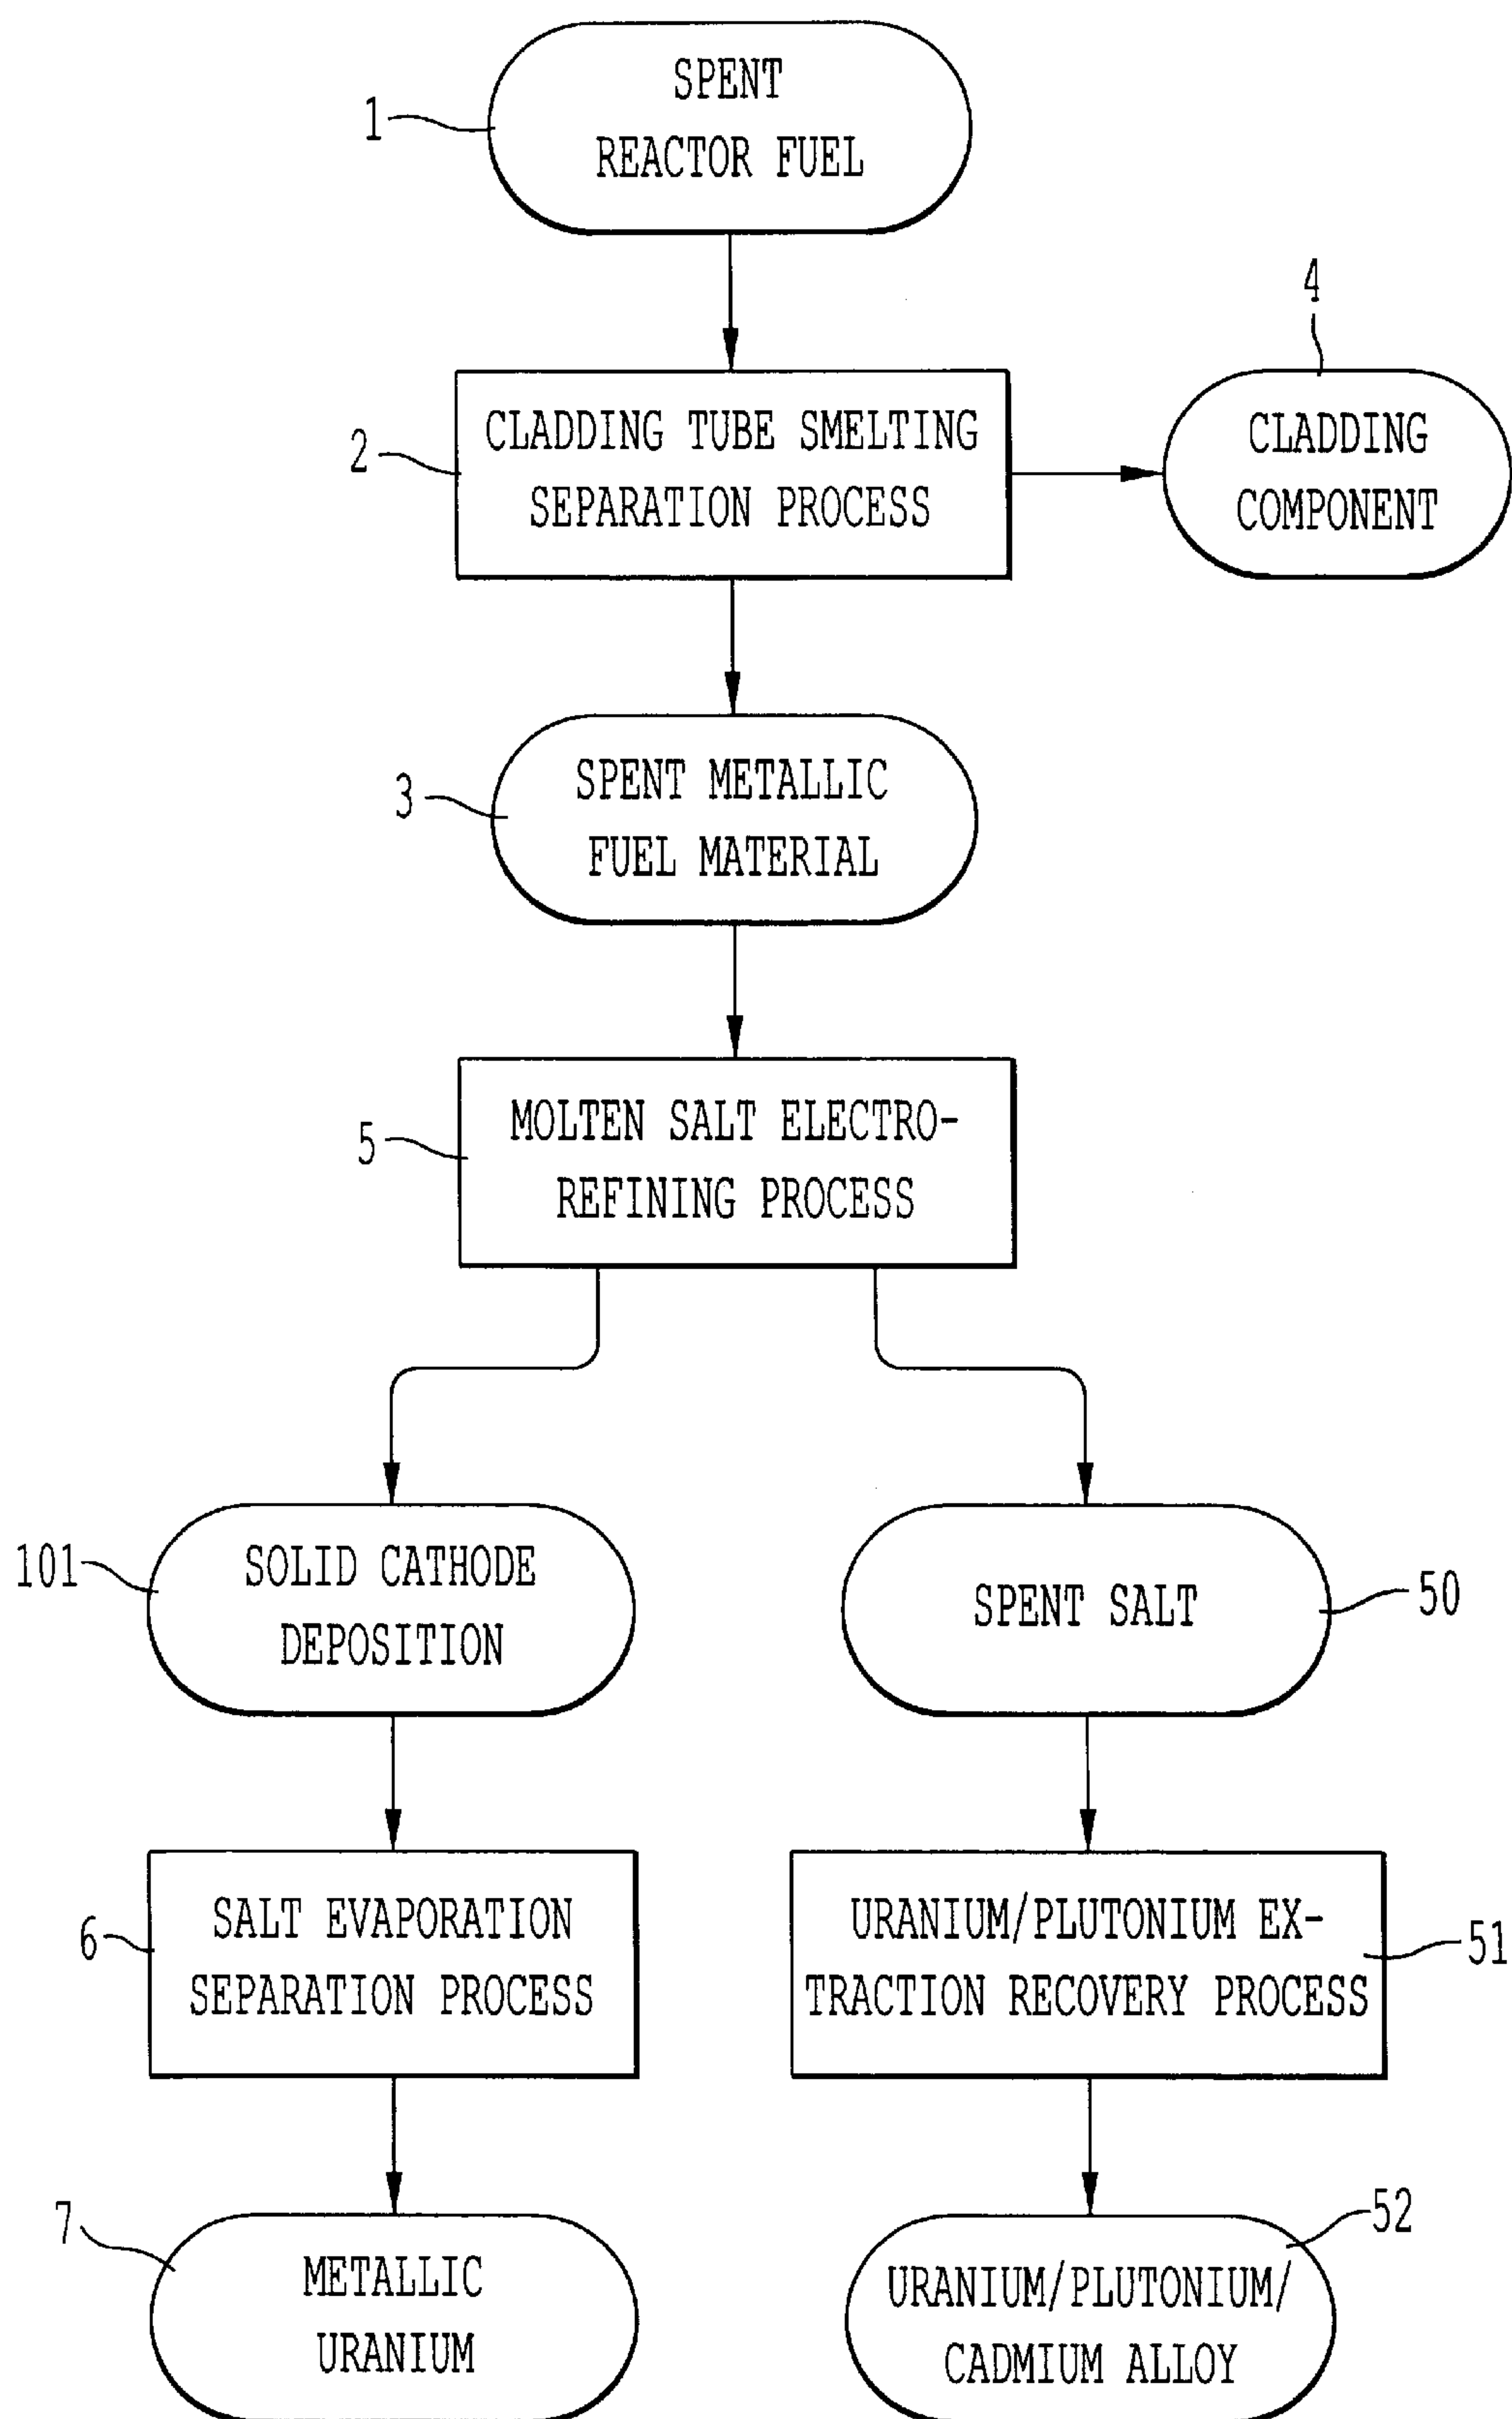 SPENT
REACTOR FUEL
1
4
CLADDING TUBE SMELTING
SEPARATION PROCESS
2
CLADDING
COMPONENT
SPENT METALLIC
FUEL MATERIAL
3
MOLTEN SALT ELECTRO-
REFINING PROCESS
5
101
SOLID CATHODE
DEPOSITION
SPENT SALT
50
6
SALT EVAPORATION
SEPARATION PROCESS
URANIUM/PLUTONIUM EX-
TRACTION RECOVERY PROCESS
51
7
METALLIC
URANIUM
52
URANIUM/PLUTONIUM/
CADMIUM ALLOY